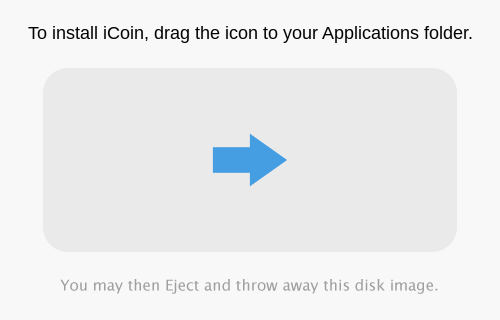 To install iCoin, drag the icon to your Applications folder.
You may then Eject and throw away this disk image.